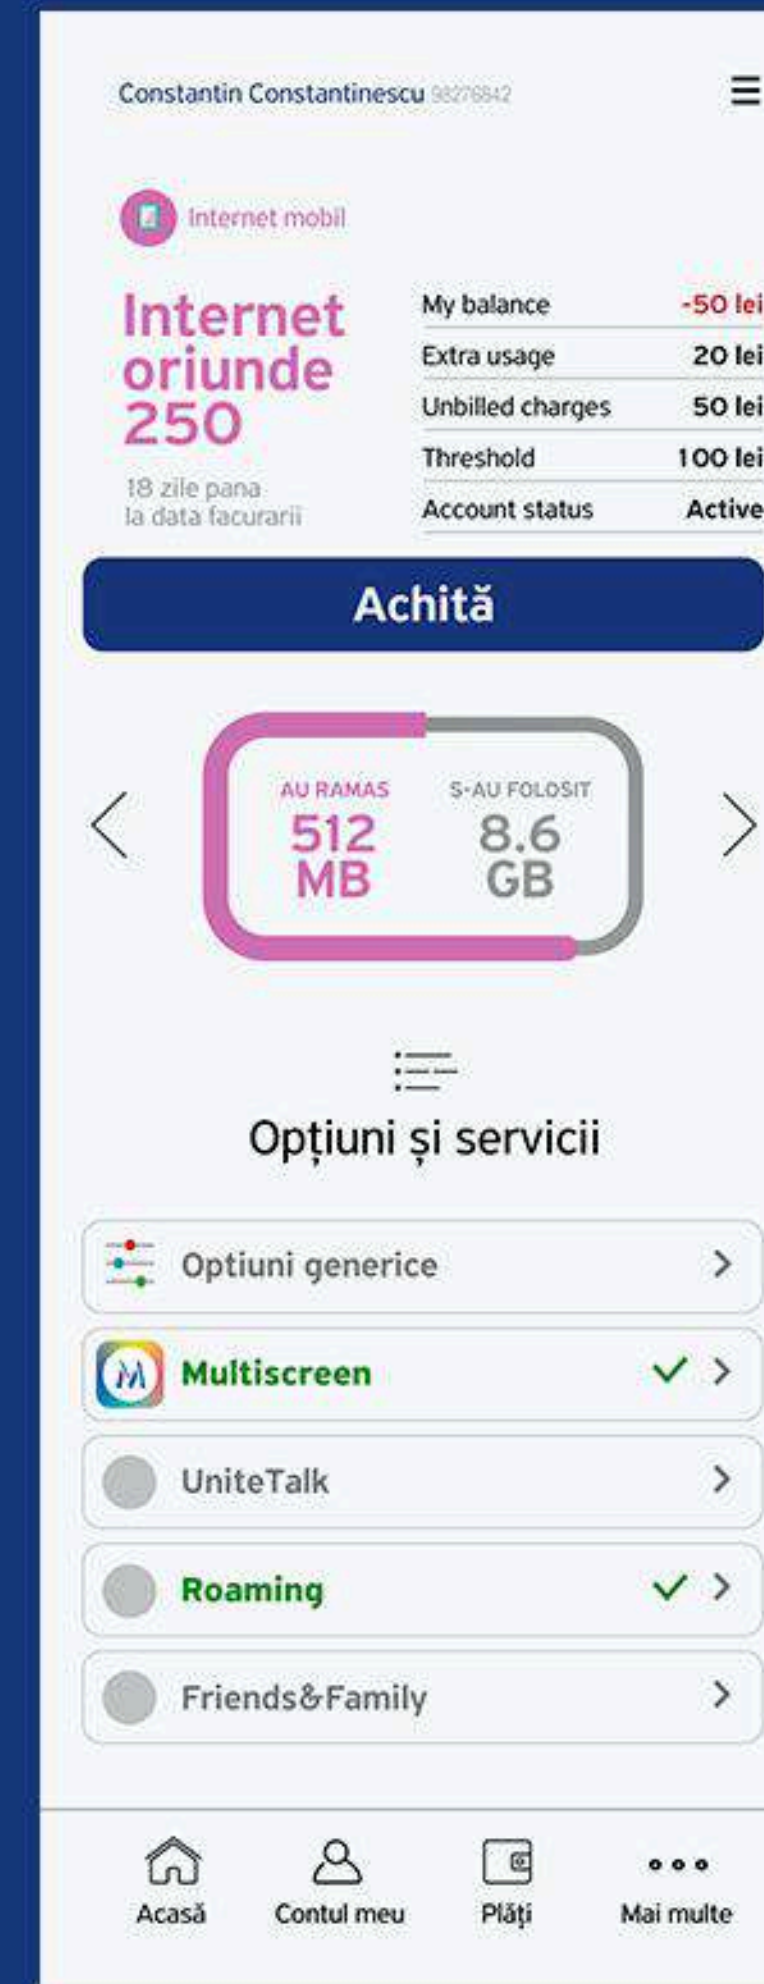 Constantin Constantinescu 98276842
Internet mobil
Internet
oriunde
250
18 zile pana
la data facurarii
My balance -50 lei
Extra usage 20 lei
Unbilled charges 50 lei
Threshold 100 lei
Account status Active
Achită
AU RAMAS
512
MB
S-AU FOLOSIT
8.6
GB
Opțiuni și servicii
Optiuni generice
Multiscreen
UniteTalk
Roaming
Friends&Family
Acasă
Contul meu
Plăți
Mai multe